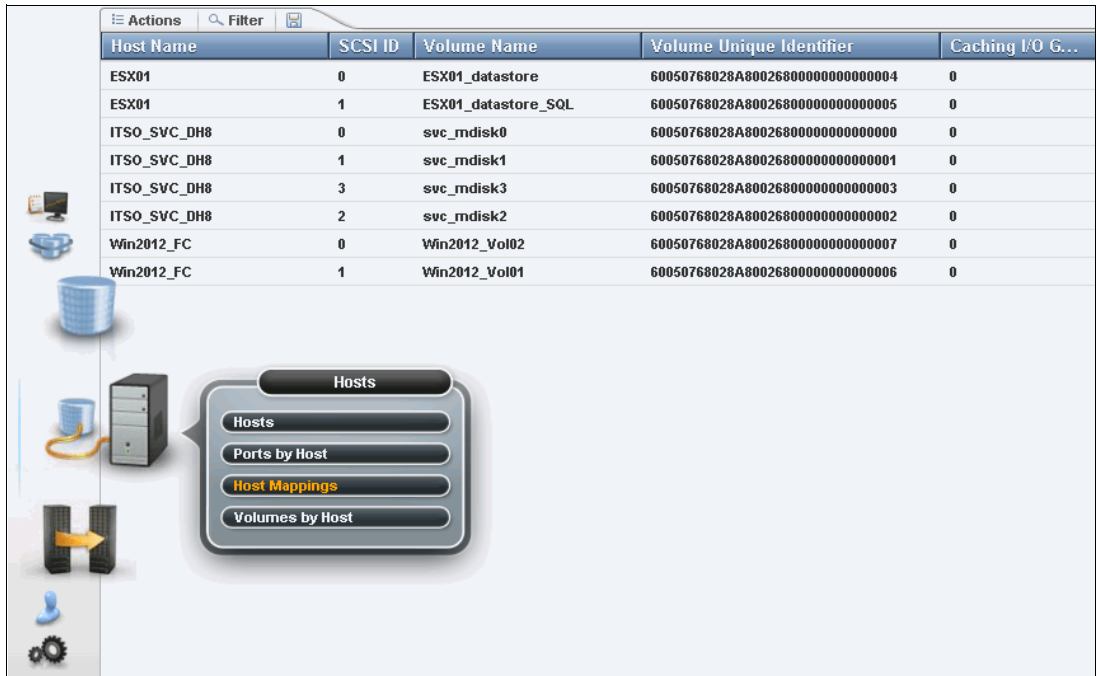 Actions Filter
Host Name SCSI ID Volume Name Volume Unique Identifier Caching I/O G...
ESX01 0 ESX01_datastore 60050768028A80026800000000000004 0
ESX01 1 ESX01_datastore_SQL 60050768028A80026800000000000005 0
ITSO_SVC_DH8 0 svc_mdisk0 60050768028A80026800000000000000 0
ITSO_SVC_DH8 1 svc_mdisk1 60050768028A80026800000000000001 0
ITSO_SVC_DH8 3 svc_mdisk3 60050768028A80026800000000000003 0
ITSO_SVC_DH8 2 svc_mdisk2 60050768028A80026800000000000002 0
Win2012_FC 0 Win2012_Vol02 60050768028A80026800000000000007 0
Win2012_FC 1 Win2012_Vol01 60050768028A80026800000000000006 0
Hosts
Hosts
Ports by Host
Host Mappings
Volumes by Host